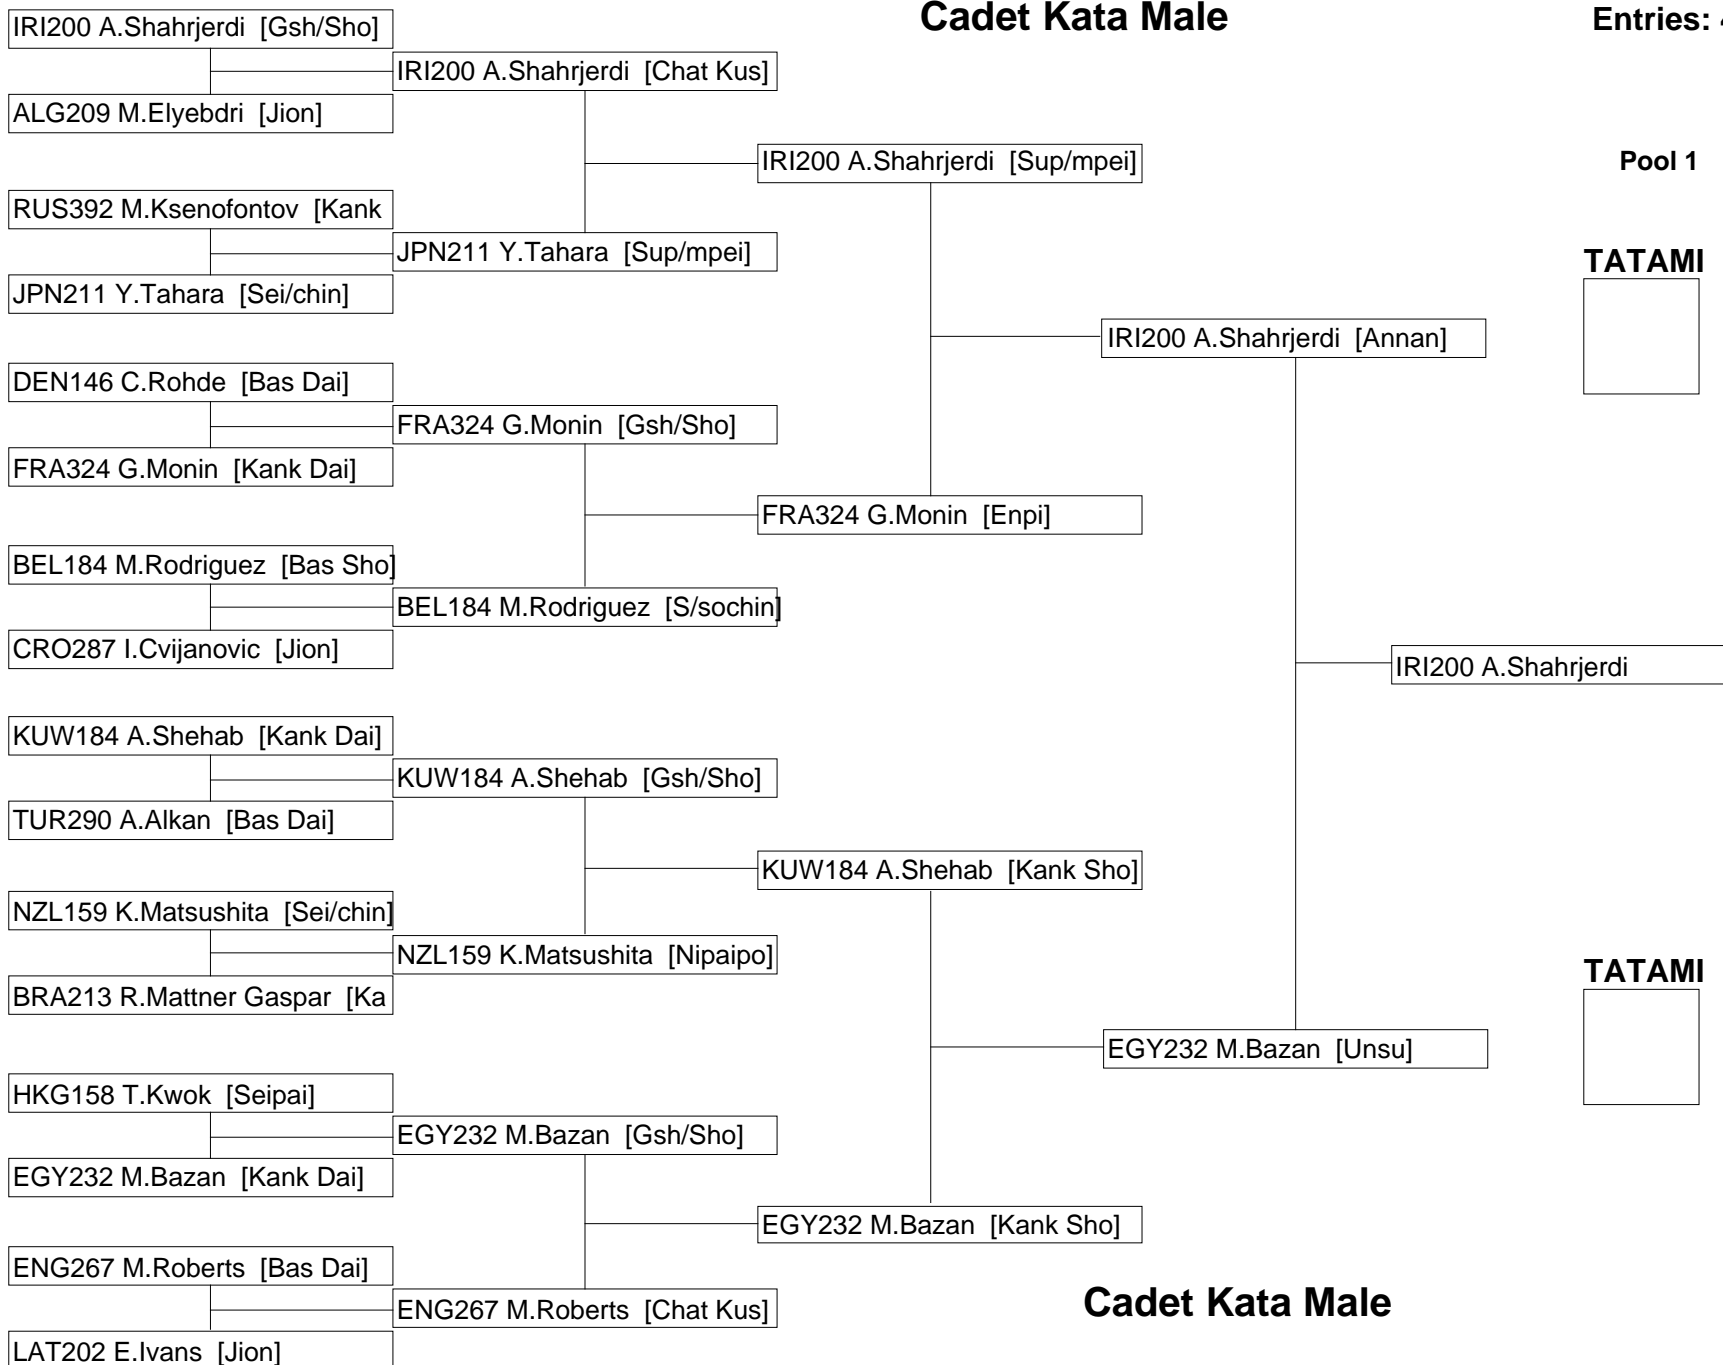 Cadet Kata Male
Entries: 4
Pool 1
IRI200 A.Shahrjerdi [Gsh/Sho]
ALG209 M.Elyebdri [Jion]
RUS392 M.Ksenofontov [Kank
JPN211 Y.Tahara [Sei/chin]
DEN146 C.Rohde [Bas Dai]
FRA324 G.Monin [Kank Dai]
BEL184 M.Rodriguez [Bas Sho]
CRO287 I.Cvijanovic [Jion]
KUW184 A.Shehab [Kank Dai]
TUR290 A.Alkan [Bas Dai]
NZL159 K.Matsushita [Sei/chin]
BRA213 R.Mattner Gaspar [Ka
HKG158 T.Kwok [Seipai]
EGY232 M.Bazan [Kank Dai]
ENG267 M.Roberts [Bas Dai]
LAT202 E.Ivans [Jion]
IRI200 A.Shahrjerdi [Chat Kus]
JPN211 Y.Tahara [Sup/mpei]
FRA324 G.Monin [Gsh/Sho]
BEL184 M.Rodriguez [S/sochin]
KUW184 A.Shehab [Gsh/Sho]
NZL159 K.Matsushita [Nipaipo]
EGY232 M.Bazan [Gsh/Sho]
ENG267 M.Roberts [Chat Kus]
IRI200 A.Shahrjerdi [Sup/mpei]
FRA324 G.Monin [Enpi]
KUW184 A.Shehab [Kank Sho]
EGY232 M.Bazan [Kank Sho]
IRI200 A.Shahrjerdi [Annan]
EGY232 M.Bazan [Unsu]
IRI200 A.Shahrjerdi
TATAMI
TATAMI
Cadet Kata Male